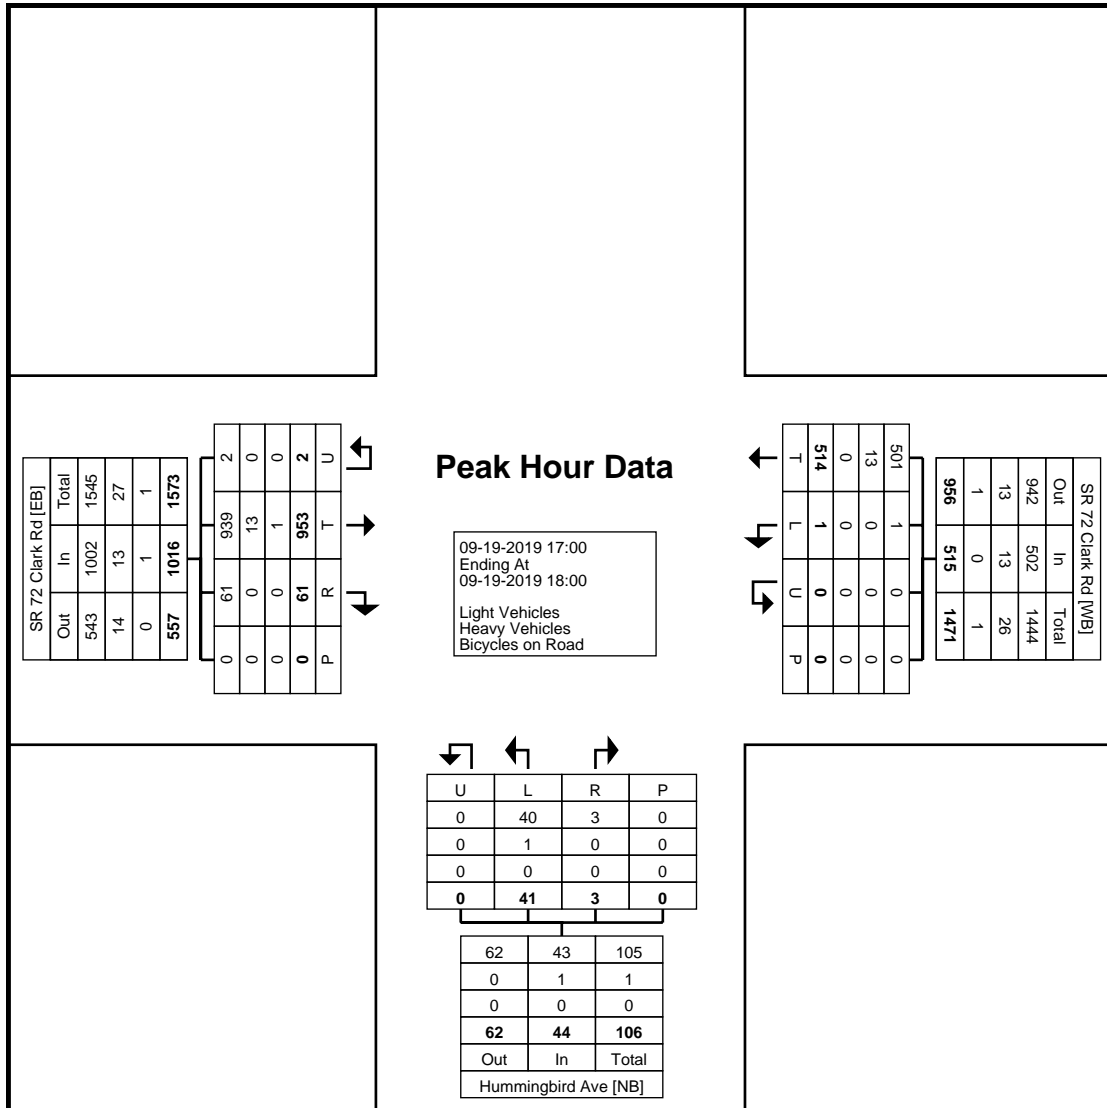 Peak Hour Data
09-19-2019 17:00
Ending At
09-19-2019 18:00
Light Vehicles
Heavy Vehicles
Bicycles on Road
SR 72 Clark Rd [EB]
Total In Out
1545 1002 543
27 13 14
1 1 0
1573 1016 557
2 939 61 0
0 13 0 0
0 1 0 0
2 953 61 0
U T R P
SR 72 Clark Rd [WB]
Out In Total
942 502 1444
13 13 26
1 0 1
956 515 1471
501 1 0 0
13 0 0 0
0 0 0 0
514 1 0 0
T L U P
U L R P
0 40 3 0
0 1 0 0
0 0 0 0
0 41 3 0
62 43 105
0 1 1
0 0 0
62 44 106
Out In Total
Hummingbird Ave [NB]